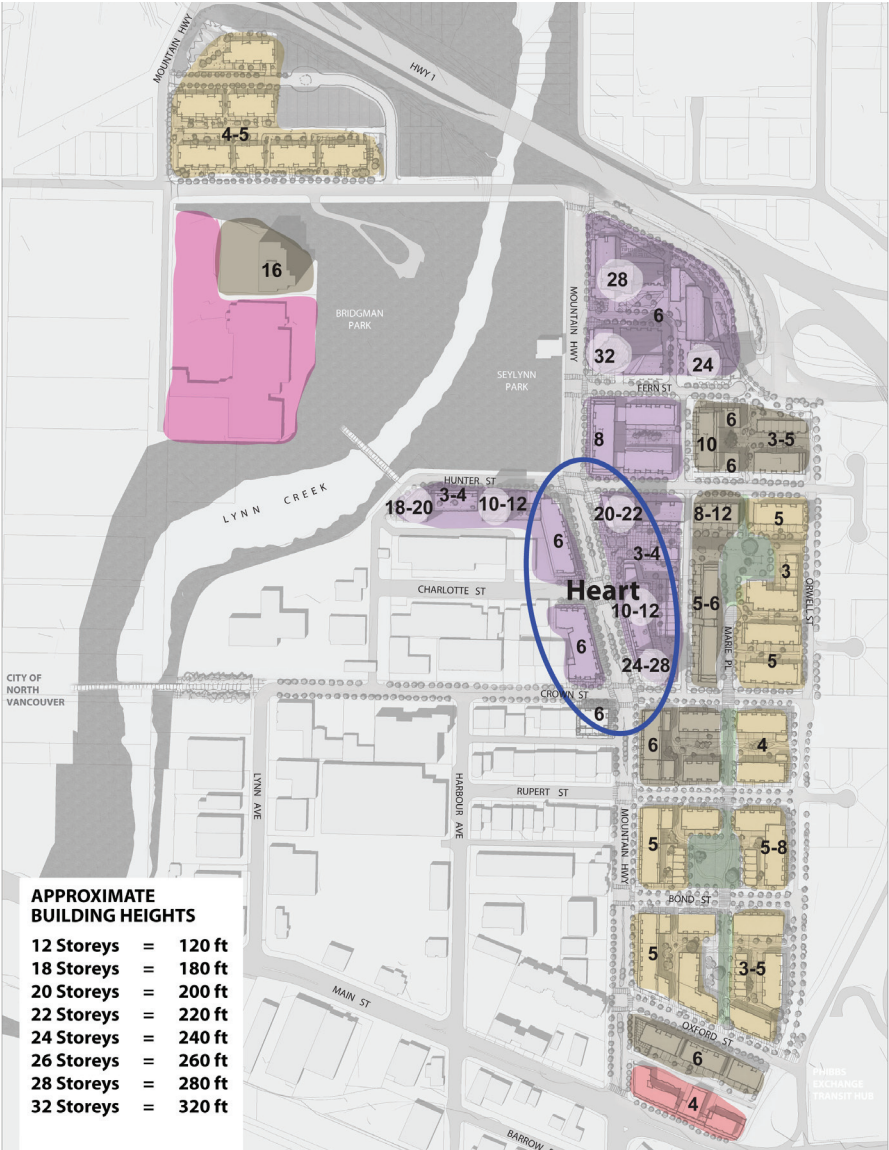 MOUNTAIN HWY
HWY 1
4-5
16
BRIDGMAN
PARK
SEYLYNN
PARK
MOUNTAIN HWY
28
6
32
24
FERN ST
8
10
6
6
3-5
HUNTER ST
18-20
3-4
10-12
LYNN CREEK
6
20-22
3-4
8-12
5
CHARLOTTE ST
Heart
10-12
5-6
3
ORWELL ST
MARIE PL
6
24-28
5
CITY OF
NORTH
VANCOUVER
CROWN ST
6
6
4
LYNN AVE
HARBOUR AVE
RUPERT ST
MOUNTAIN HWY
5
5-8
BOND ST
5
3-5
MAIN ST
OXFORD ST
6
PHIBBS
EXCHANGE
TRANSIT HUB
4
BARROW
APPROXIMATE
BUILDING HEIGHTS
12 Storeys = 120 ft
18 Storeys = 180 ft
20 Storeys = 200 ft
22 Storeys = 220 ft
24 Storeys = 240 ft
26 Storeys = 260 ft
28 Storeys = 280 ft
32 Storeys = 320 ft